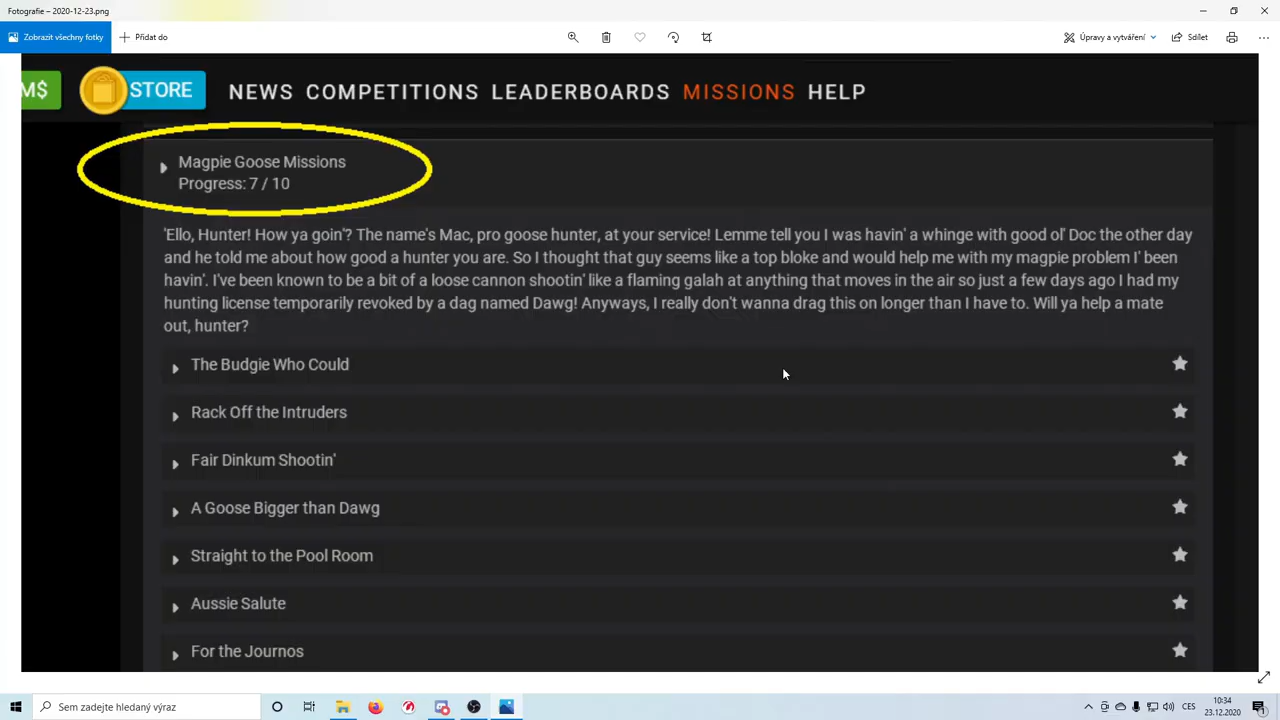 Fotografie – 2020-12-23.png
Zobrazit všechny fotky
Přidat do
Úpravy a vytváření
Sdílet
M$
STORE
NEWS COMPETITIONS LEADERBOARDS MISSIONS HELP
Magpie Goose Missions
Progress: 7 / 10
'Ello, Hunter! How ya goin'? The name's Mac, pro goose hunter, at your service! Lemme tell you I was havin' a whinge with good ol' Doc the other day
and he told me about how good a hunter you are. So I thought that guy seems like a top bloke and would help me with my magpie problem I' been
havin'. I've been known to be a bit of a loose cannon shootin' like a flaming galah at anything that moves in the air so just a few days ago I had my
hunting license temporarily revoked by a dag named Dawg! Anyways, I really don't wanna drag this on longer than I have to. Will ya help a mate
out, hunter?
The Budgie Who Could
Rack Off the Intruders
Fair Dinkum Shootin'
A Goose Bigger than Dawg
Straight to the Pool Room
Aussie Salute
For the Journos
Sem zadejte hledaný výraz
CES
10:34
23.12.2020
1